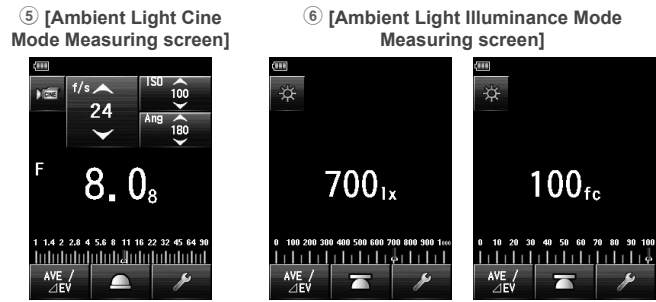 ⑤ [Ambient Light Cine
Mode Measuring screen]
⑥ [Ambient Light Illuminance Mode
Measuring screen]
CINE
f/s
24
ISO
100
Ang
180
F
8.0₈
1 1.4 2 2.8 4 5.6 8 11 16 22 32 45 64 90
AVE /
⊿EV
700lx
0 100 200 300 400 500 600 700 800 900 1000
AVE /
⊿EV
100fc
0 10 20 30 40 50 60 70 80 90 100
AVE /
⊿EV